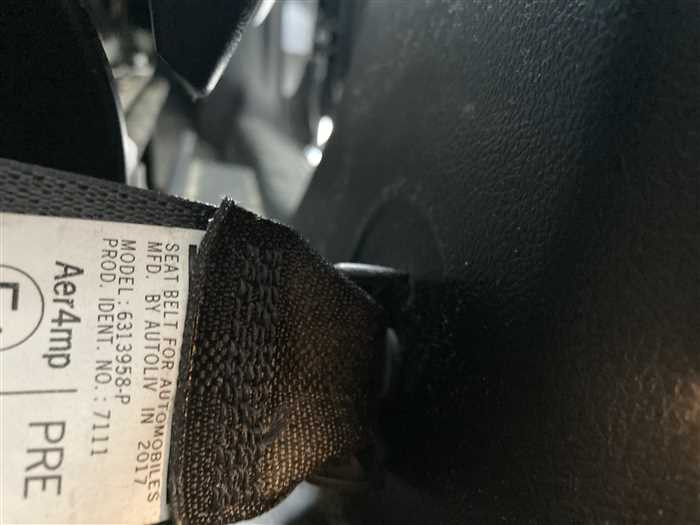 SEAT BELT FOR AUTOMOBILES
MFD. BY AUTOLIV IN 2017
MODEL: 6313958-P
PROD. IDENT. NO.: 7111
Aer4mp PRE